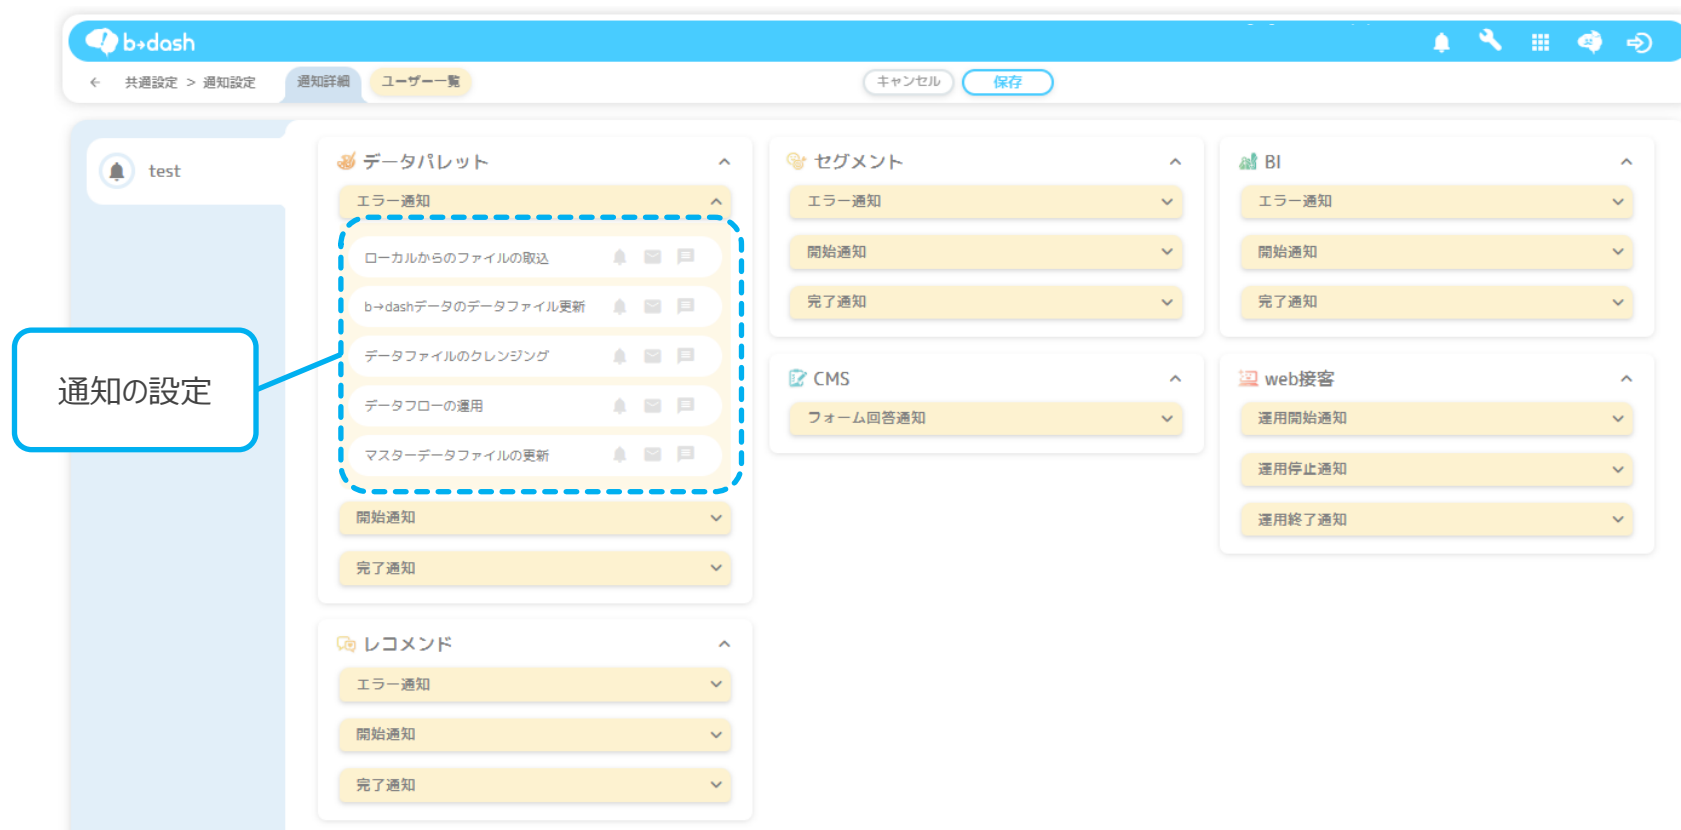 b→dash
← 共通設定 > 通知設定 通知詳細 ユーザー一覧 キャンセル 保存
test
通知の設定
データパレット
エラー通知
ローカルからのファイルの取込
b→dashデータのデータファイル更新
データファイルのクレンジング
データフローの運用
マスターデータファイルの更新
開始通知
完了通知
レコメンド
エラー通知
開始通知
完了通知
セグメント
エラー通知
開始通知
完了通知
CMS
フォーム回答通知
BI
エラー通知
開始通知
完了通知
web接客
運用開始通知
運用停止通知
運用終了通知